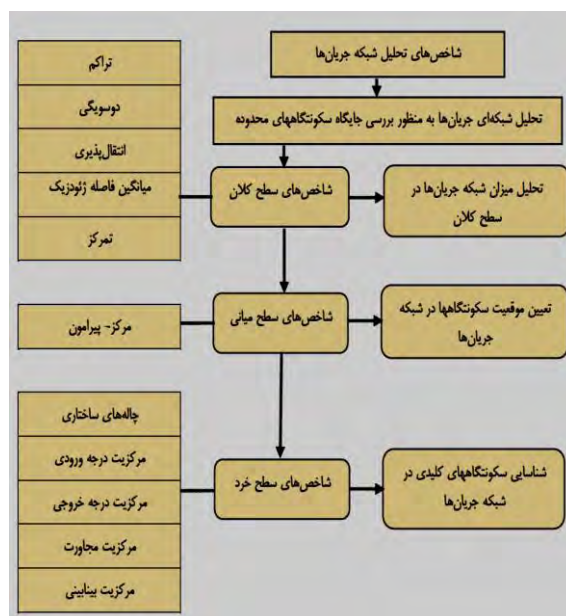 شاخص‌های تحلیل شبکه جریان‌ها
تحلیل شبکه‌ای جریان‌ها به منظور بررسی جایگاه سکونتگاههای محدوده
تراکم
دوسویگی
انتقال‌پذیری
میانگین فاصله ژئودزیک
تمرکز
شاخص‌های سطح کلان
تحلیل میزان شبکه جریان‌ها در
سطح کلان
مرکز- پیرامون
شاخص‌های سطح میانی
تعیین موقعیت سکونتگاهها در شبکه
جریان‌ها
چاله‌های ساختاری
مرکزیت درجه ورودی
مرکزیت درجه خروجی
مرکزیت مجاورت
مرکزیت بینابینی
شاخص‌های سطح خرد
شناسایی سکونتگاههای کلیدی در
شبکه جریان‌ها